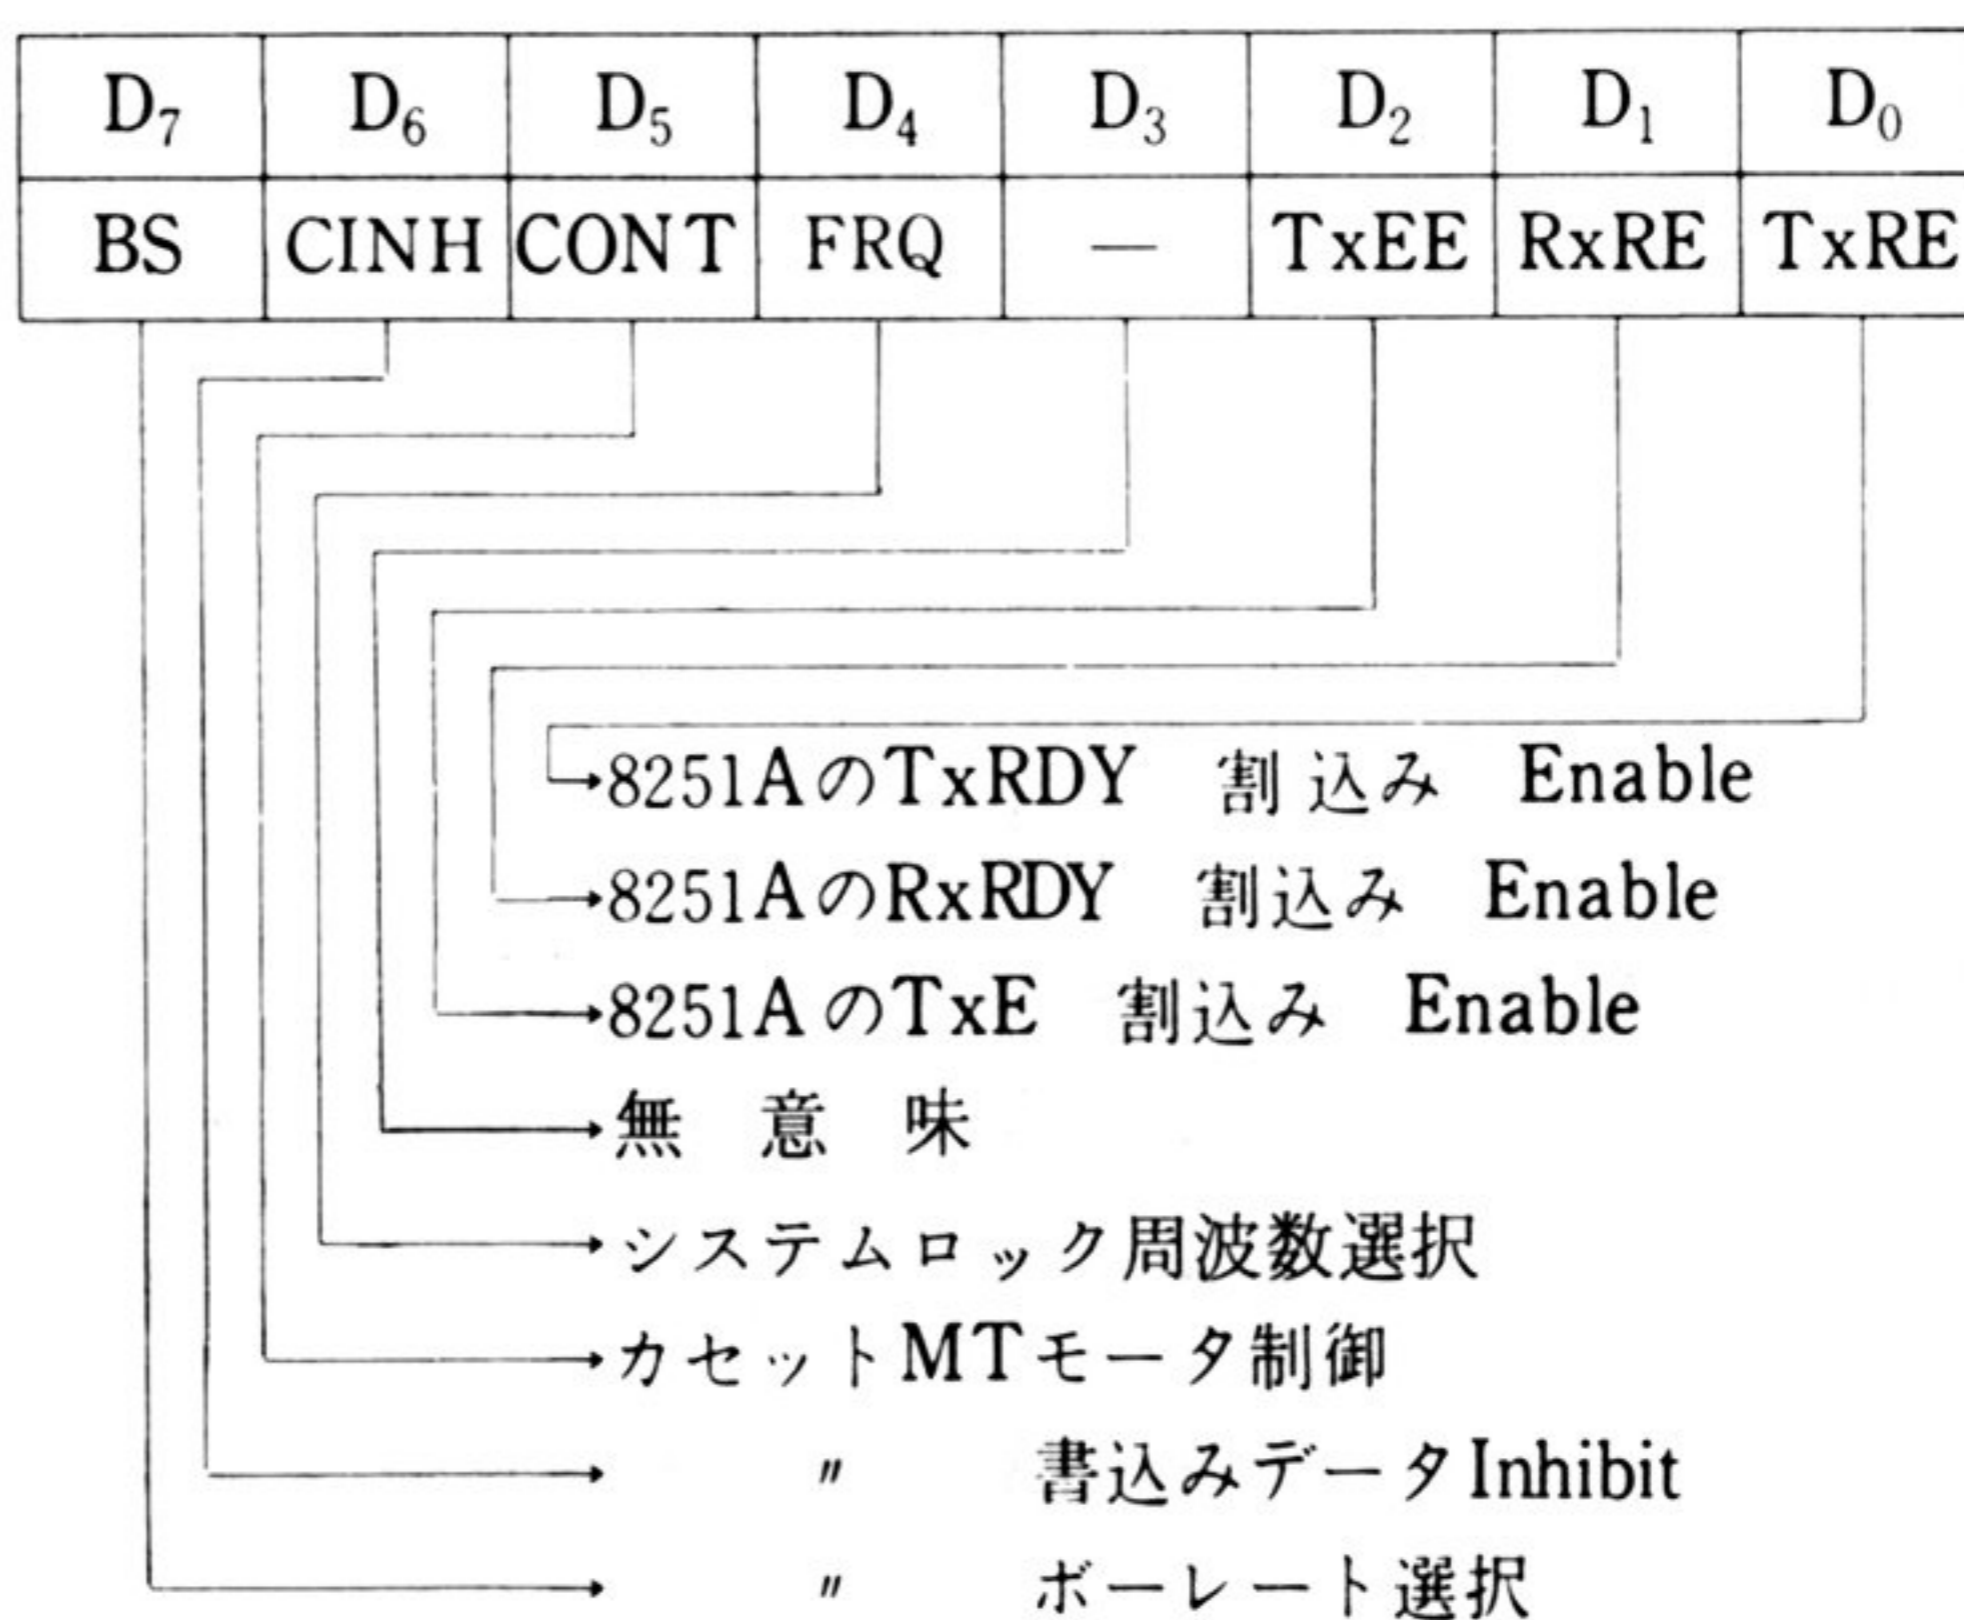 D₇ D₆ D₅ D₄ D₃ D₂ D₁ D₀
BS CINH CONT FRQ — TxEE RxRE TxRE
8251AのTxRDY 割込み Enable
8251AのRxRDY 割込み Enable
8251AのTxE 割込み Enable
無意味
システムロック周波数選択
カセットMTモータ制御
〃 書込みデータInhibit
〃 ボーレート選択